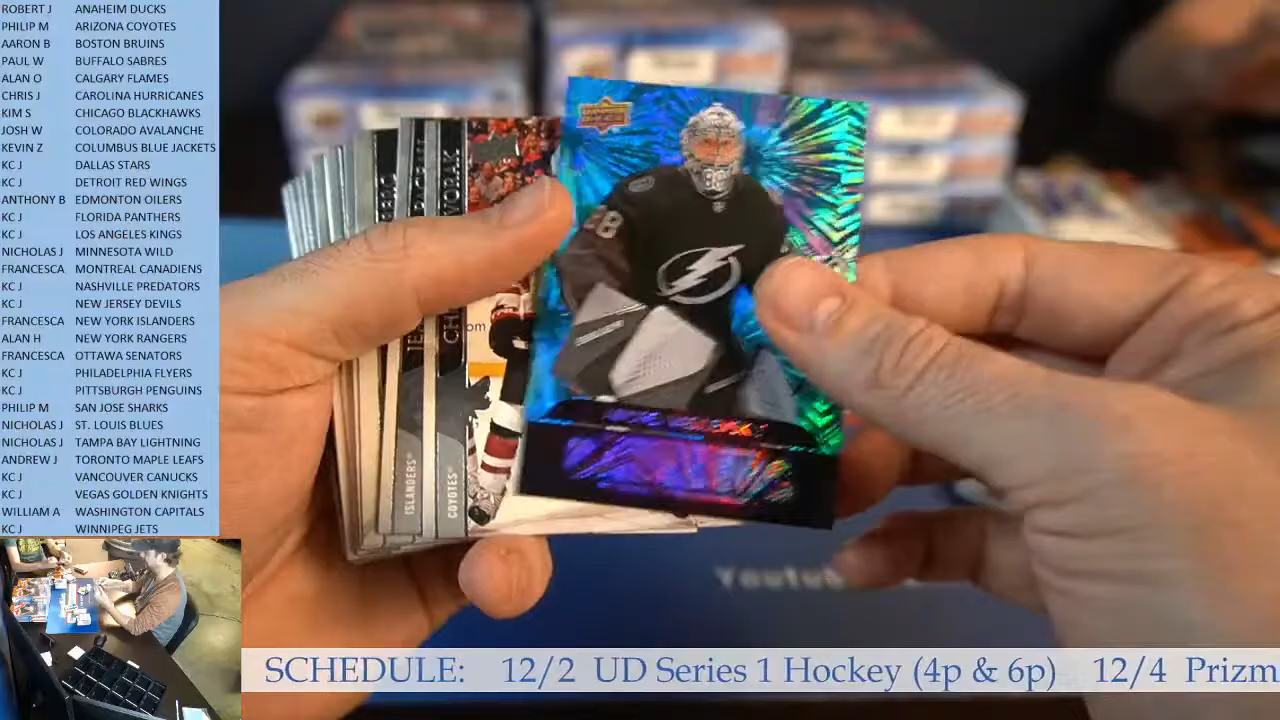 ROBERT J ANAHEIM DUCKS
PHILIP M ARIZONA COYOTES
AARON B BOSTON BRUINS
PAUL W BUFFALO SABRES
ALAN O CALGARY FLAMES
CHRIS J CAROLINA HURRICANES
KIM S CHICAGO BLACKHAWKS
JOSH W COLORADO AVALANCHE
KEVIN Z COLUMBUS BLUE JACKETS
KC J DALLAS STARS
KC J DETROIT RED WINGS
ANTHONY B EDMONTON OILERS
KC J FLORIDA PANTHERS
KC J LOS ANGELES KINGS
NICHOLAS J MINNESOTA WILD
FRANCESCA MONTREAL CANADIENS
KC J NASHVILLE PREDATORS
KC J NEW JERSEY DEVILS
FRANCESCA NEW YORK ISLANDERS
ALAN H NEW YORK RANGERS
FRANCESCA OTTAWA SENATORS
KC J PHILADELPHIA FLYERS
KC J PITTSBURGH PENGUINS
PHILIP M SAN JOSE SHARKS
NICHOLAS J ST. LOUIS BLUES
NICHOLAS J TAMPA BAY LIGHTNING
ANDREW J TORONTO MAPLE LEAFS
KC J VANCOUVER CANUCKS
KC J VEGAS GOLDEN KNIGHTS
WILLIAM A WASHINGTON CAPITALS
KC J WINNIPEG JETS
ISLANDERS
COYOTES
88
om
Youtub
SCHEDULE: 12/2 UD Series 1 Hockey (4p & 6p) 12/4 Prizm